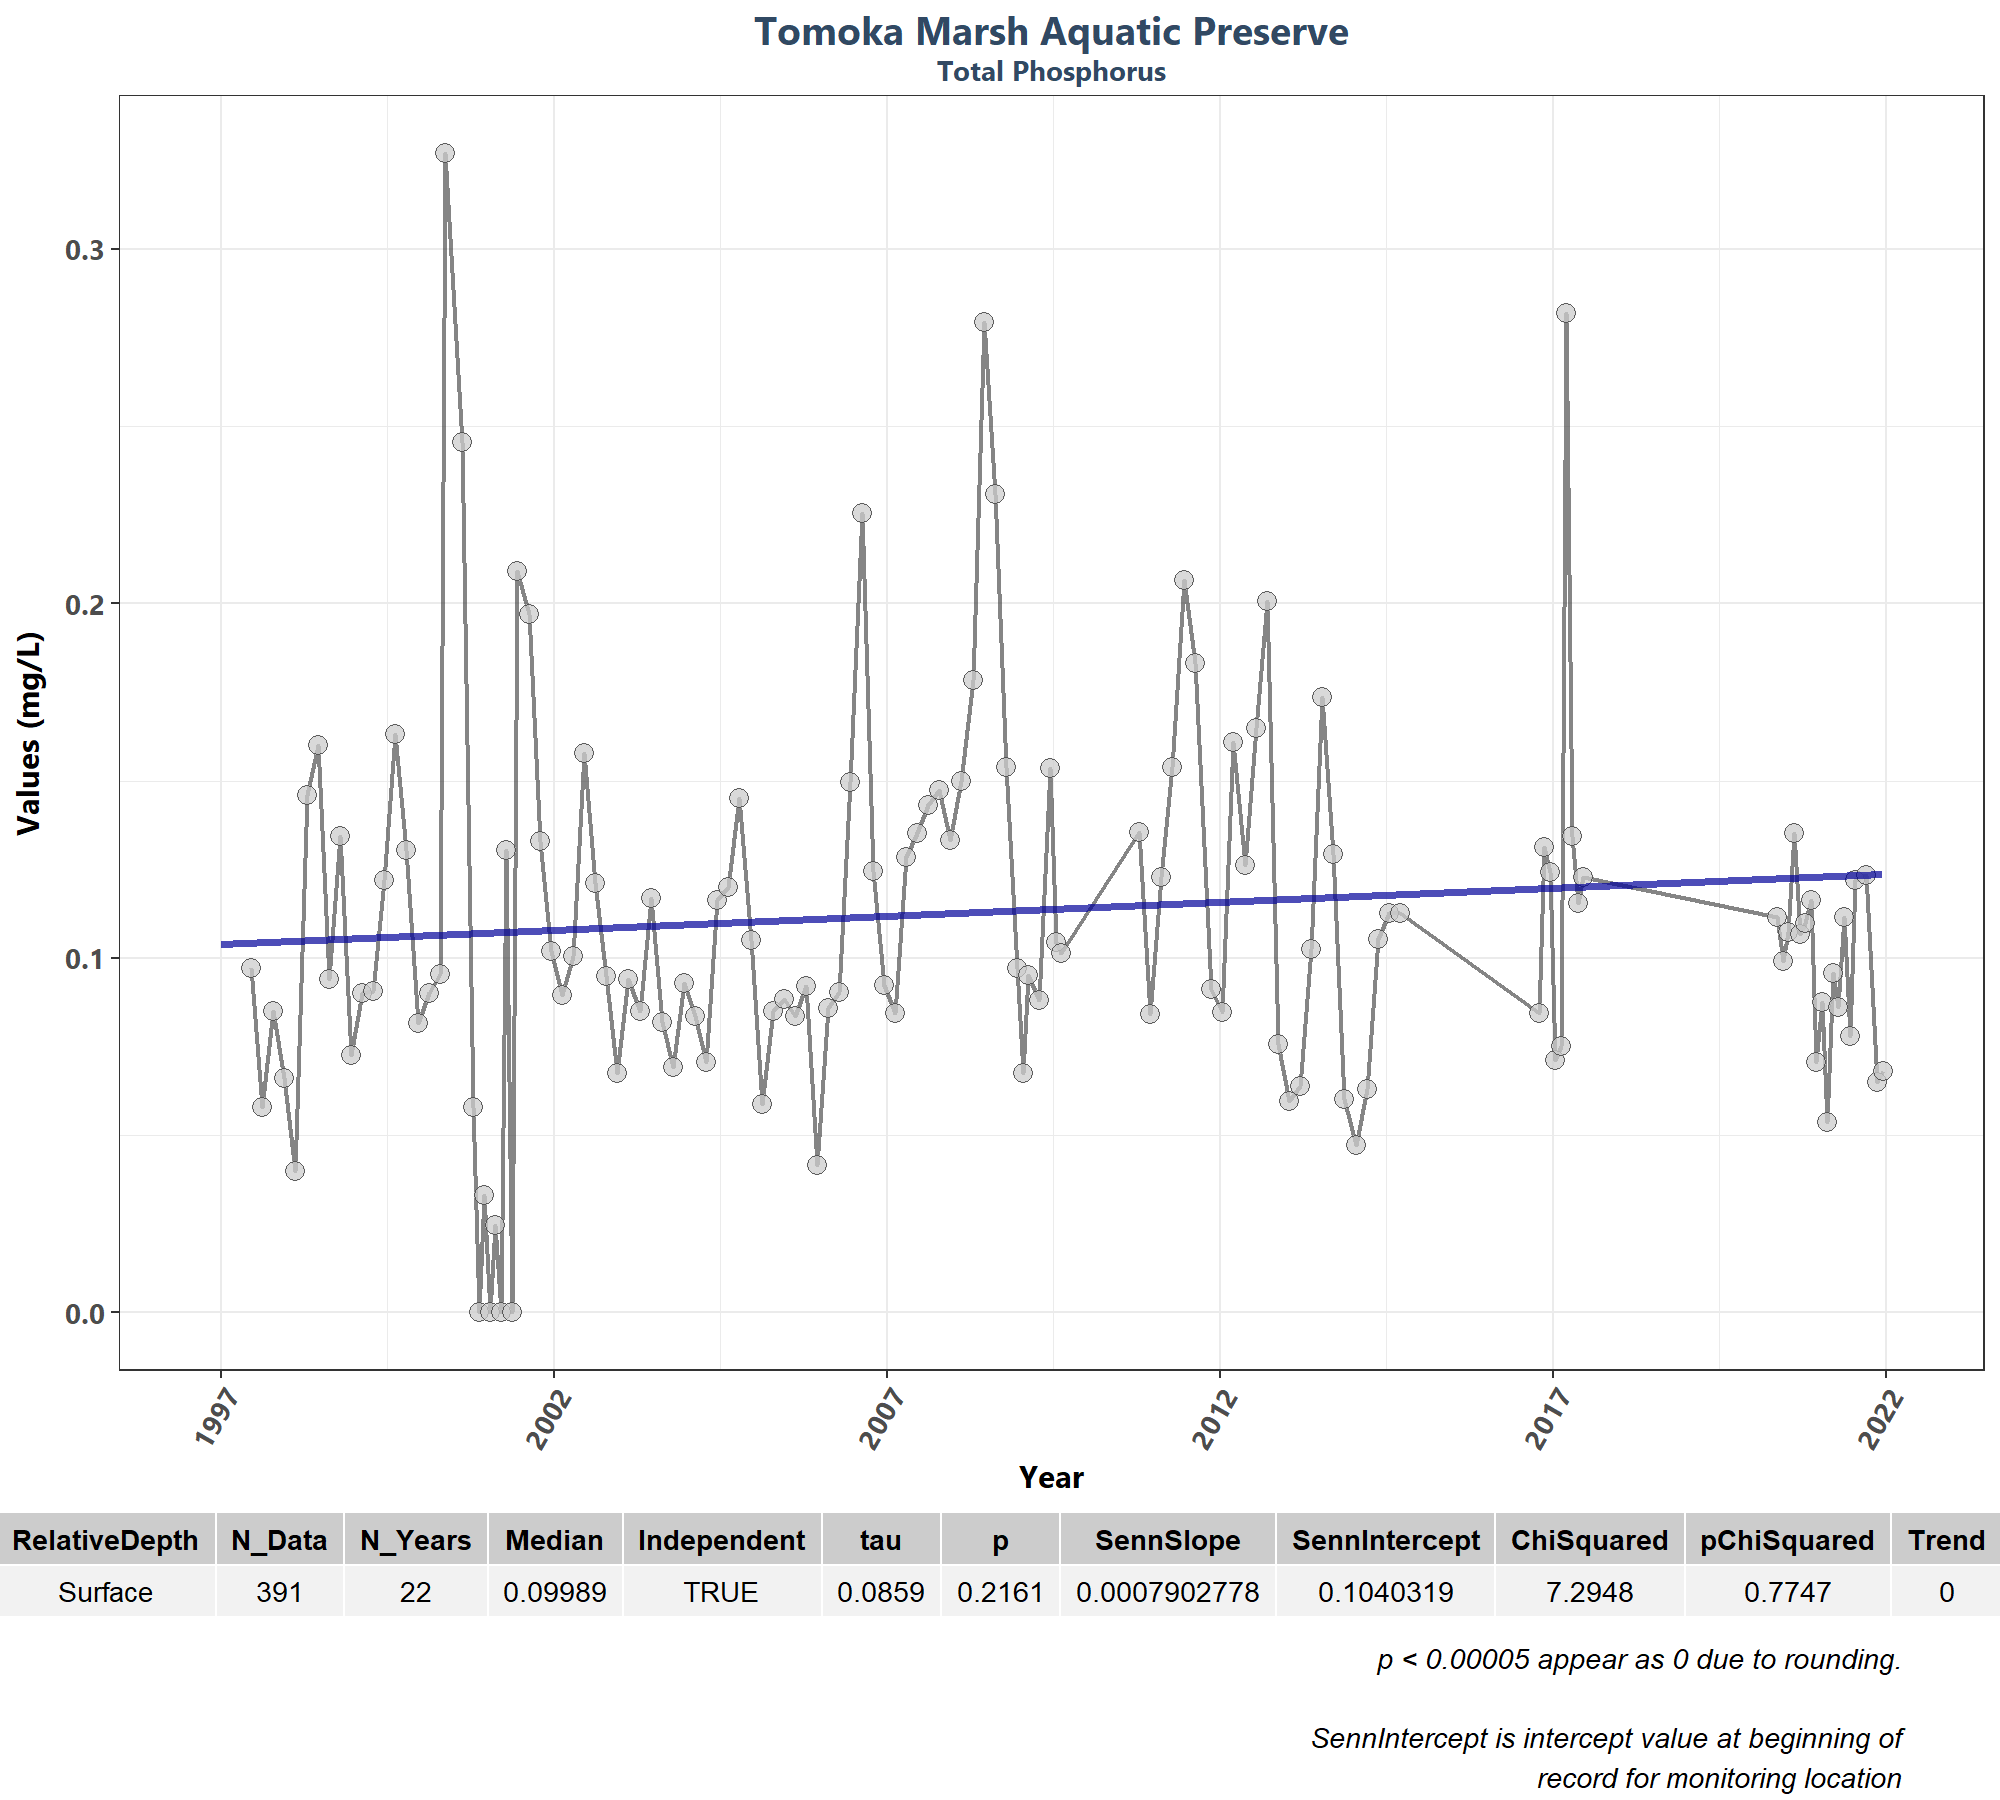 Tomoka Marsh Aquatic Preserve
Total Phosphorus
Values (mg/L)
0.3
0.2
0.1
0.0
1997 2002 2007 2012 2017 2022
Year
RelativeDepth N_Data N_Years Median Independent tau p SennSlope SennIntercept ChiSquared pChiSquared Trend
Surface 391 22 0.09989 TRUE 0.0859 0.2161 0.0007902778 0.1040319 7.2948 0.7747 0
p < 0.00005 appear as 0 due to rounding.
SennIntercept is intercept value at beginning of
record for monitoring location